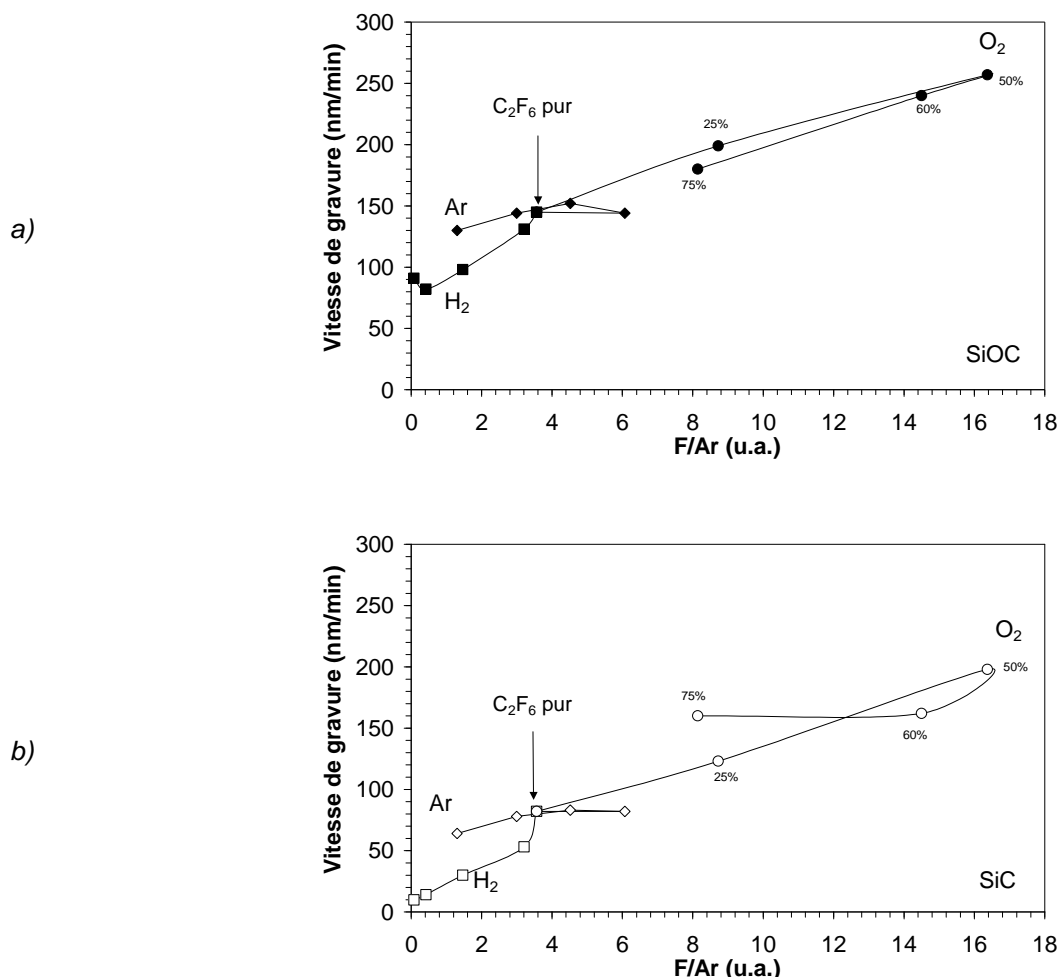 a)
Vitesse de gravure (nm/min)
300
250
200
150
100
50
0
O2
50%
60%
25%
75%
C2F6 pur
Ar
H2
SiOC
0 2 4 6 8 10 12 14 16 18
F/Ar (u.a.)
b)
Vitesse de gravure (nm/min)
300
250
200
150
100
50
0
O2
50%
75%
60%
25%
C2F6 pur
Ar
H2
SiC
0 2 4 6 8 10 12 14 16 18
F/Ar (u.a.)